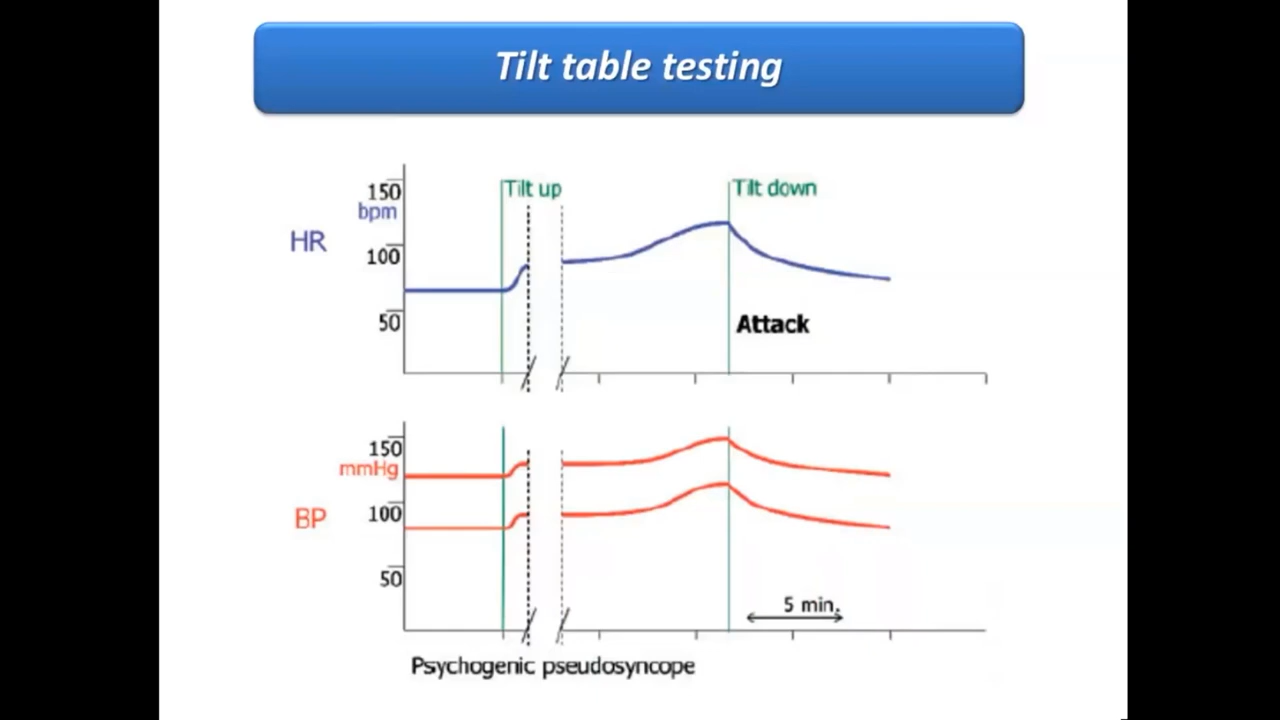 Tilt table testing
Tilt up
Tilt down
150
bpm
HR
100
50
Attack
150
mmHg
BP
100
50
5 min.
Psychogenic pseudosyncope